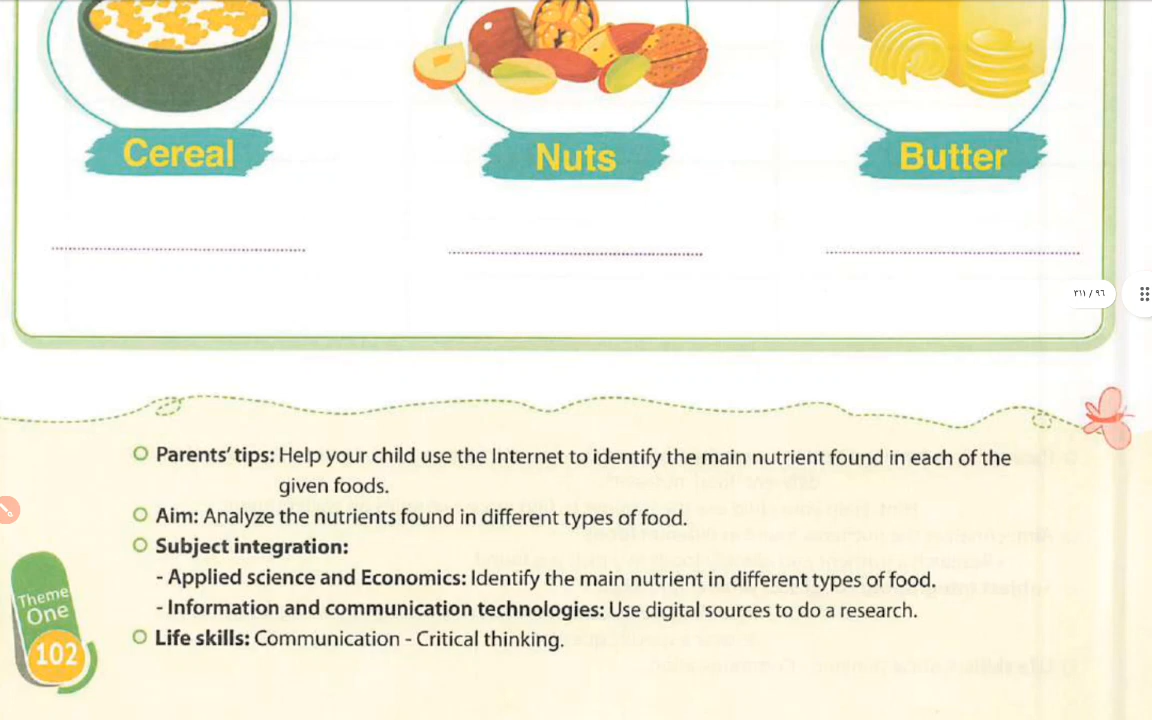 Cereal
Nuts
Butter
٣١١ / ٩٦
Parents' tips: Help your child use the Internet to identify the main nutrient found in each of the
given foods.
Aim: Analyze the nutrients found in different types of food.
Subject integration:
- Applied science and Economics: Identify the main nutrient in different types of food.
- Information and communication technologies: Use digital sources to do a research.
Life skills: Communication - Critical thinking.
Theme
One
102